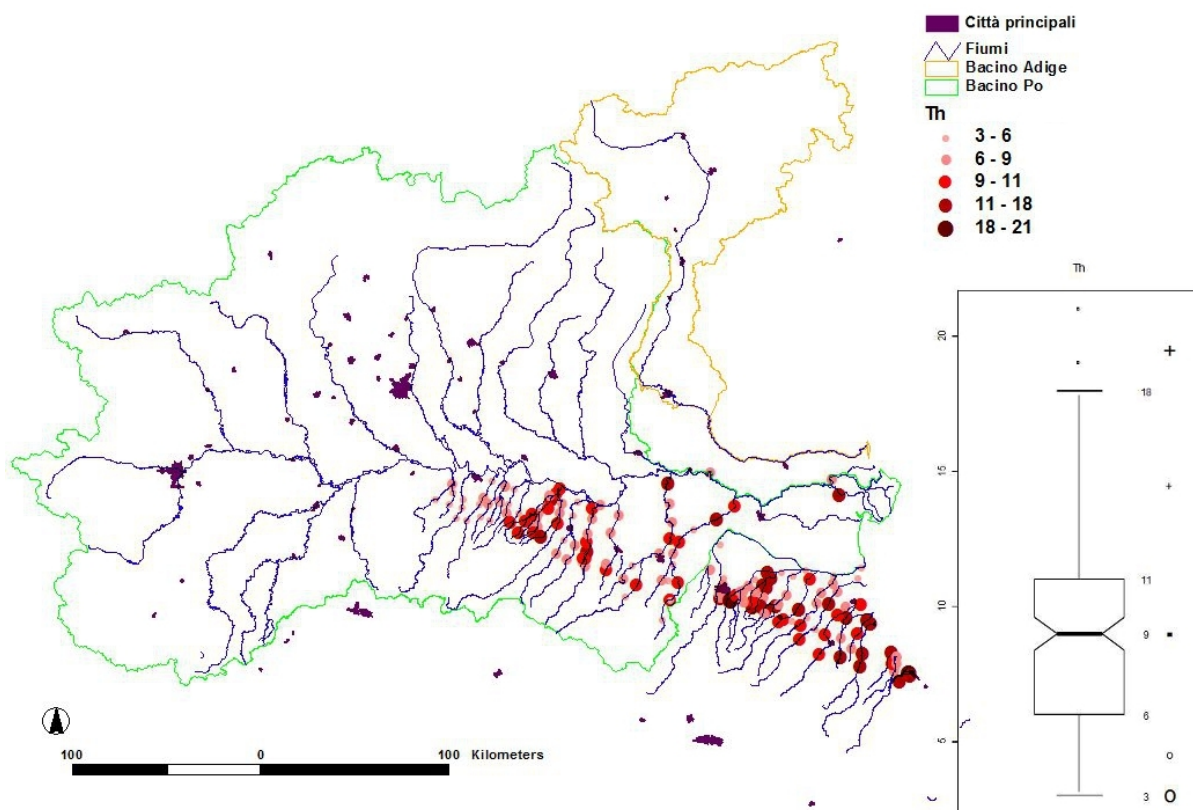 Città principali
Fiumi
Bacino Adige
Bacino Po
Th
3 - 6
6 - 9
9 - 11
11 - 18
18 - 21
Th
20
15
10
5
18
11
9
6
3
100 0 100 Kilometers